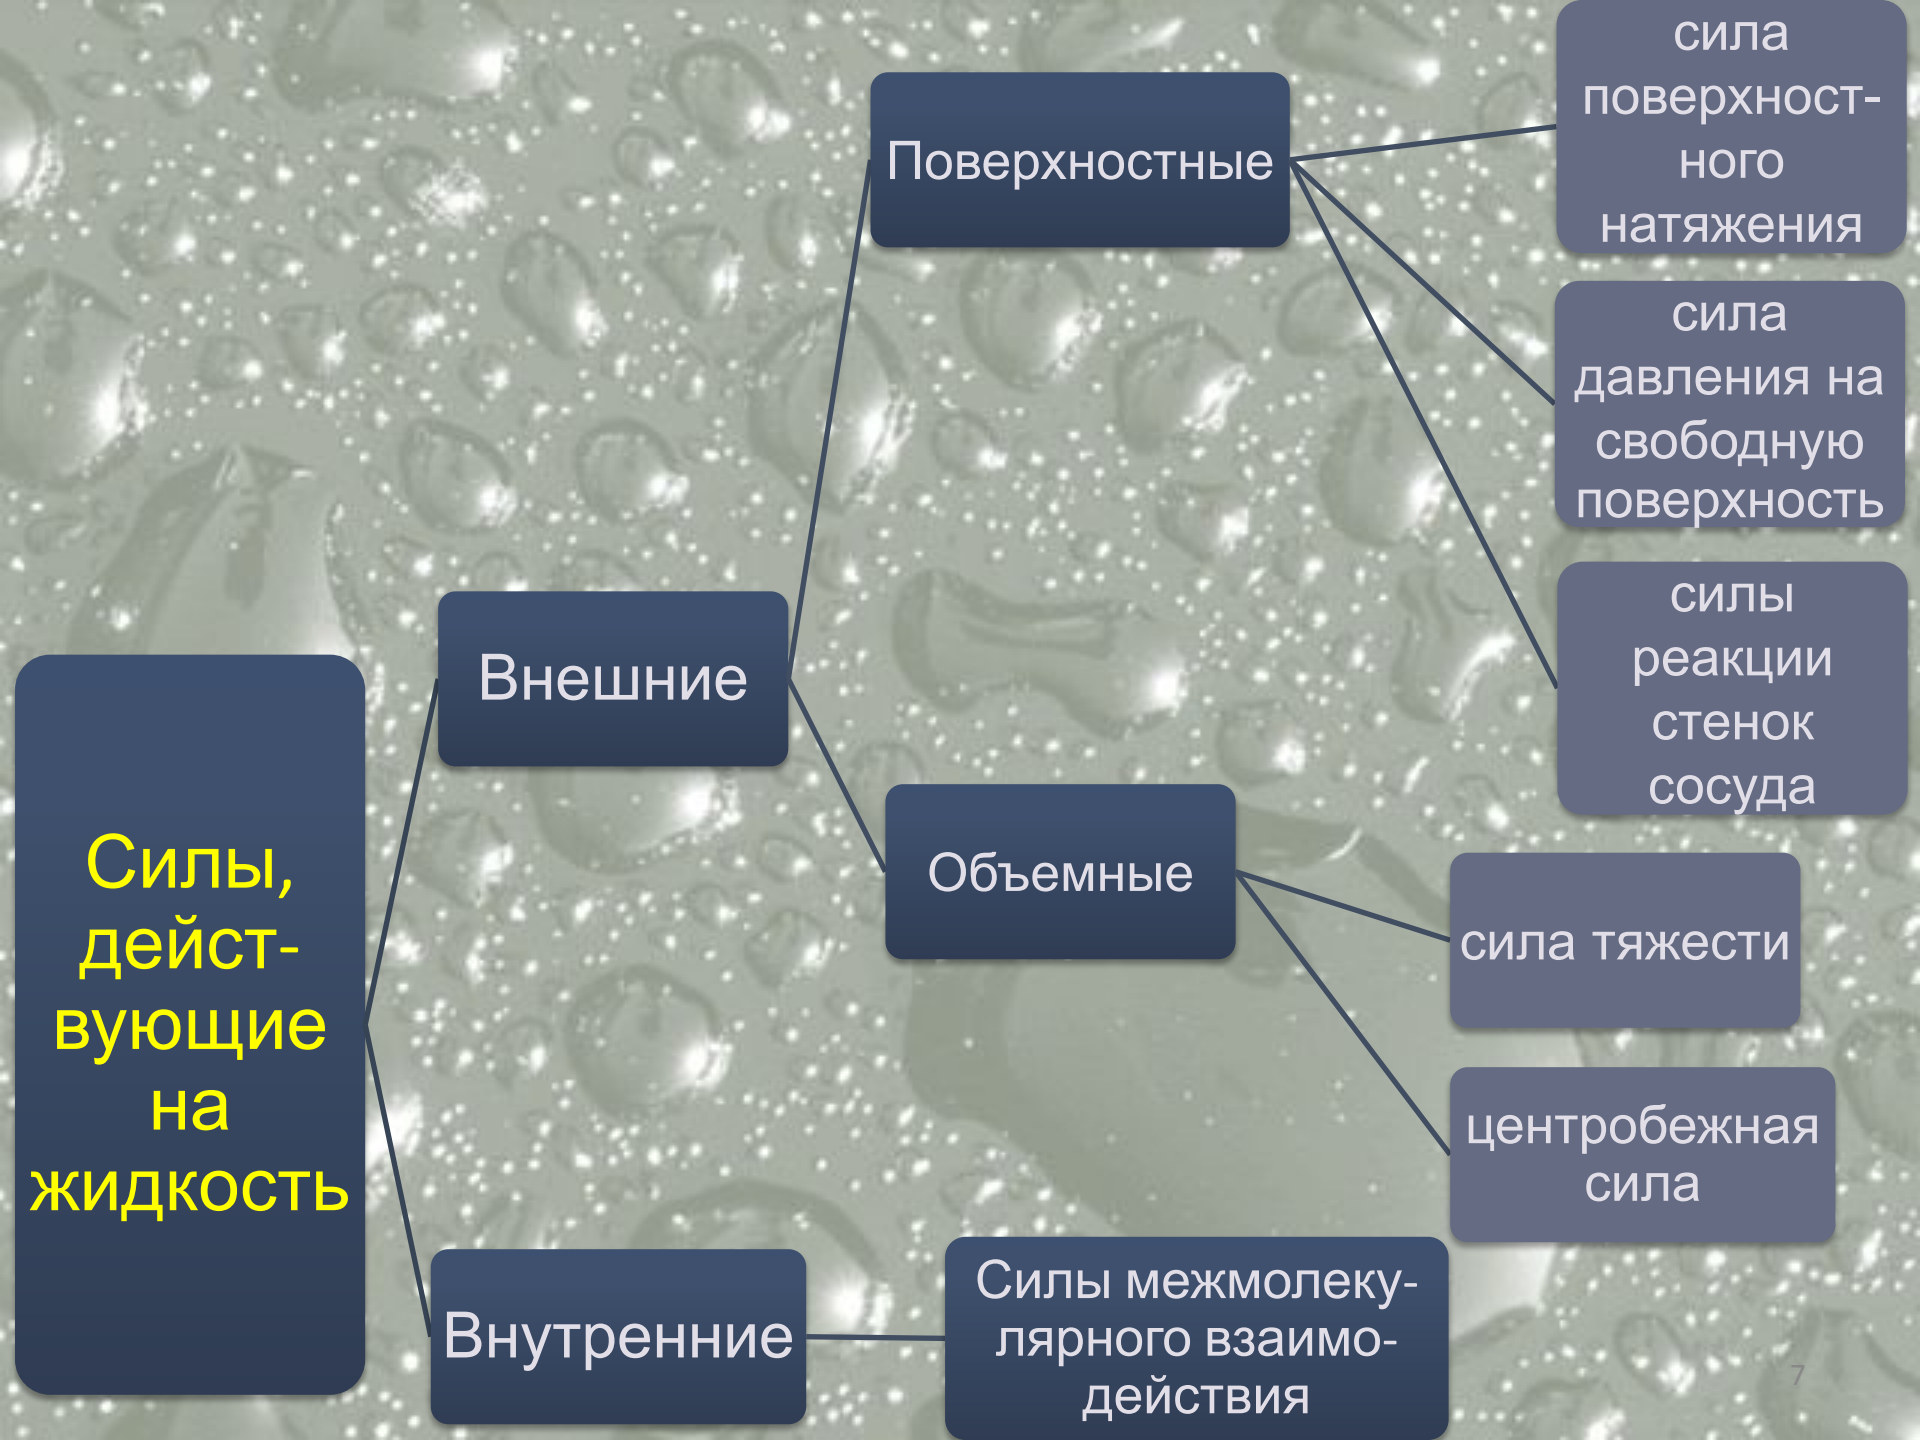 Силы,
дейст-
вующие
на
жидкость
Внешние
Поверхностные
сила
поверхност-
ного
натяжения
сила
давления на
свободную
поверхность
силы
реакции
стенок
сосуда
Объемные
сила тяжести
центробежная
сила
Внутренние
Силы межмолеку-
лярного взаимо-
действия
7